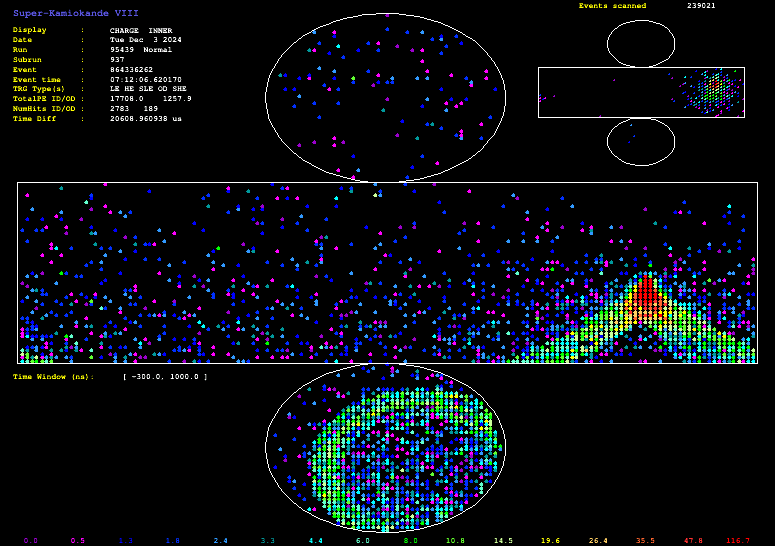 Super-Kamiokande VIII
Events scanned 239021
Display : CHARGE INNER
Date : Tue Dec 3 2024
Run : 95439 Normal
Subrun : 937
Event : 864336262
Event time : 07:12:06.620170
TRG Type(s) : LE HE SLE OD SHE
TotalPE ID/OD : 17708.0 1257.9
NumHits ID/OD : 2783 189
Time Diff : 20608.960938 us
Time Window (ns): [ -300.0, 1000.0 ]
0.0 0.5 1.1 1.8 2.4 3.3 4.4 6.0 8.0 10.8 14.5 19.6 26.4 35.5 47.8 116.7